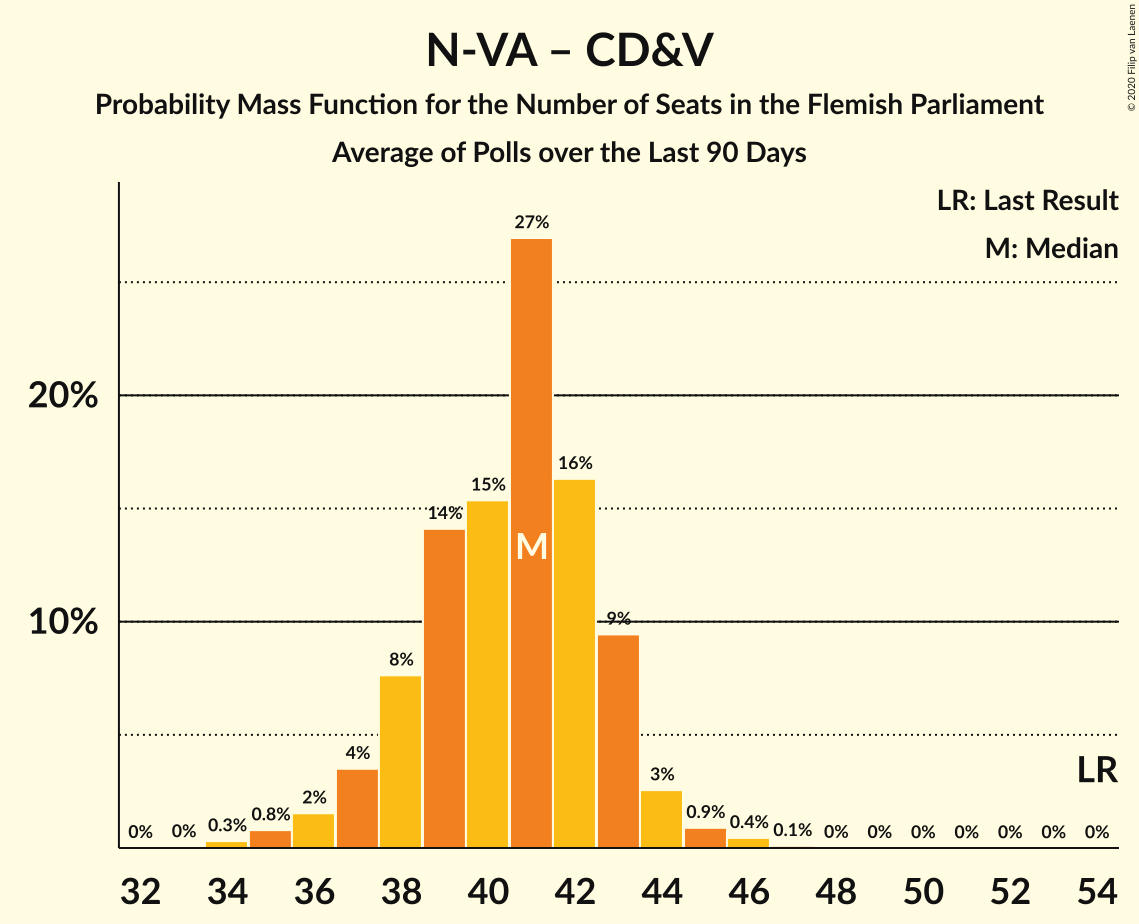 N-VA – CD&V
Probability Mass Function for the Number of Seats in the Flemish Parliament
Average of Polls over the Last 90 Days
© 2020 Filip van Laenen
LR: Last Result
M: Median
27%
20%
16%
15%
14%
M
10%
9%
8%
4%
3%
LR
2%
0.8%
0.9%
0.3%
0.4%
0% 0% 0.1% 0% 0% 0% 0% 0% 0% 0%
32 34 36 38 40 42 44 46 48 50 52 54